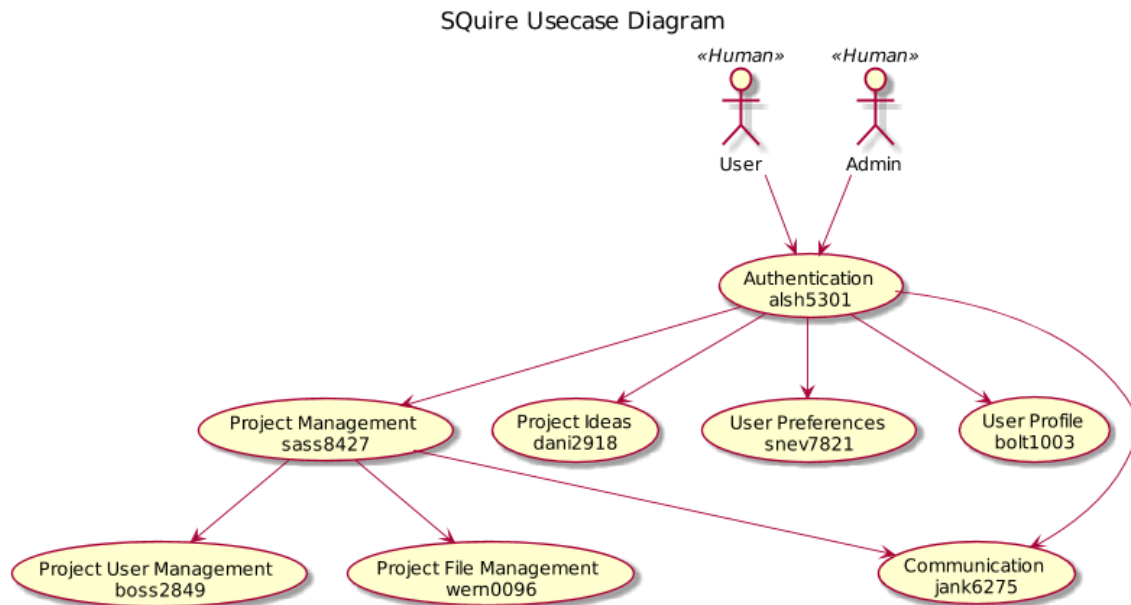 SQuire Usecase Diagram
«Human»
«Human»
User
Admin
Authentication
alsh5301
Project Management
sass8427
Project Ideas
dani2918
User Preferences
snev7821
User Profile
bolt1003
Project User Management
boss2849
Project File Management
wern0096
Communication
jank6275